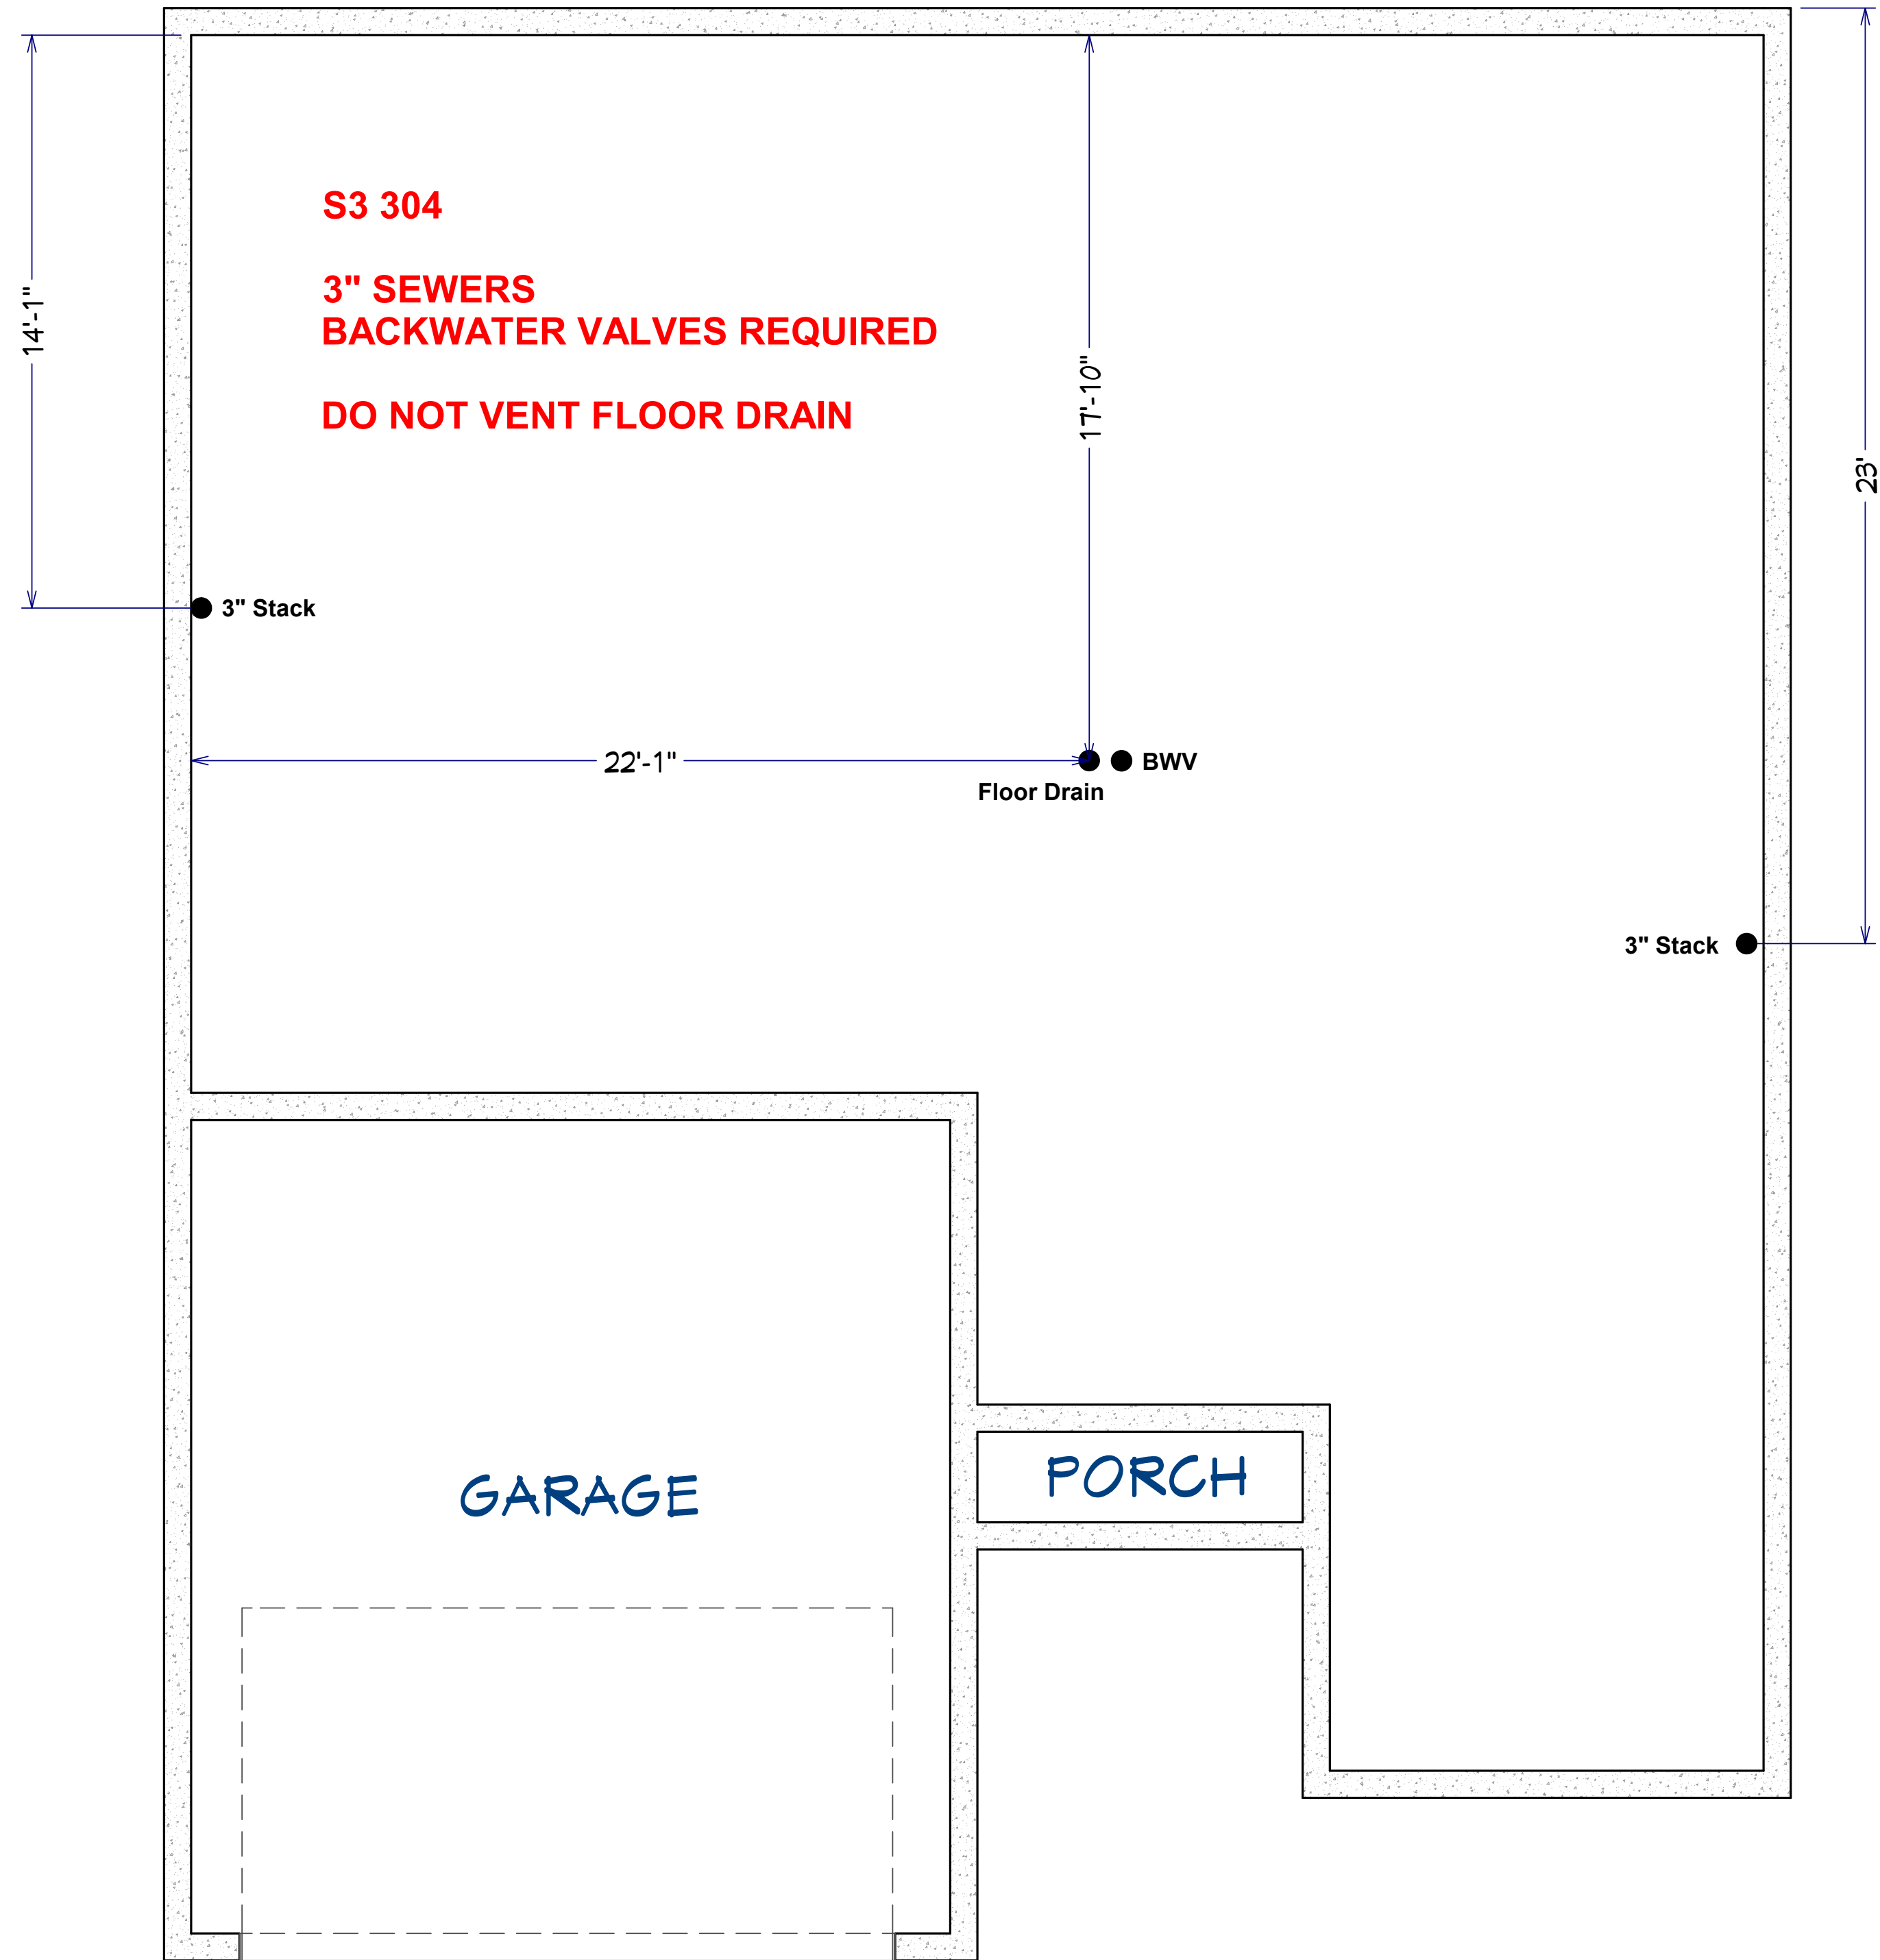 S3 304
3" SEWERS
BACKWATER VALVES REQUIRED
DO NOT VENT FLOOR DRAIN
14'-1"
17'-10"
23'
3" Stack
22'-1"
BWV
Floor Drain
3" Stack
GARAGE
PORCH